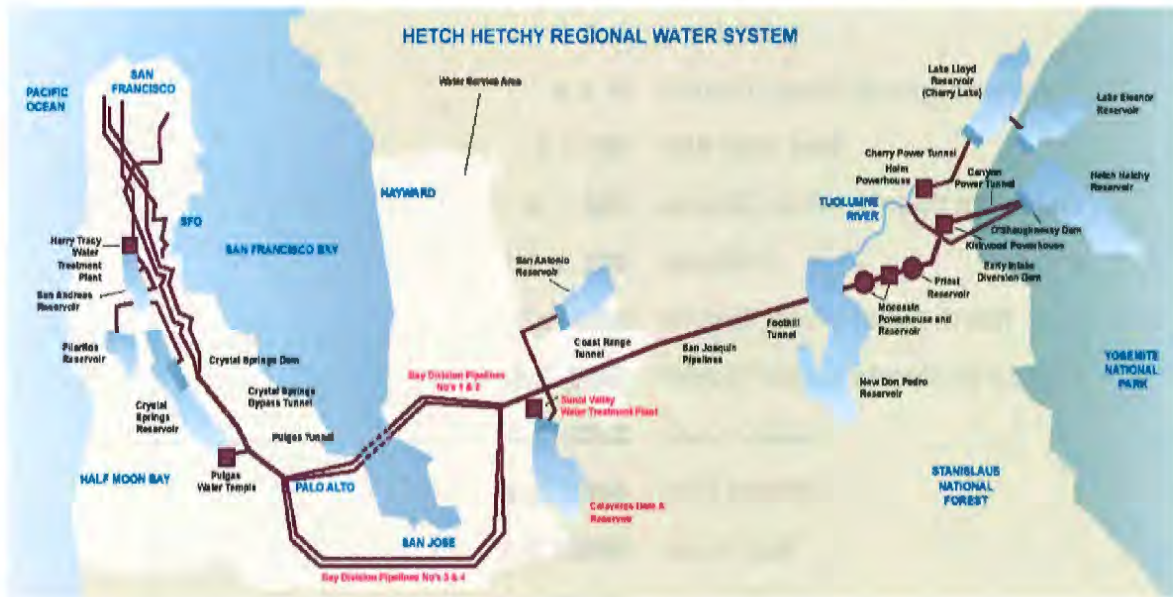 HETCH HETCHY REGIONAL WATER SYSTEM
PACIFIC
OCEAN
SAN
FRANCISCO
Water Service Area
Lake Lloyd
Reservoir
(Cherry Lake)
Lake Eleanor
Reservoir
Cherry Power Tunnel
Holm
Powerhouse
Canyon
Power Tunnel
Hetch Hetchy
Reservoir
HAYWARD
TUOLUMNE
RIVER
SFO
SAN FRANCISCO BAY
O'Shaughnessy Dam
Kirkwood Powerhouse
Harry Tracy
Water
Treatment
Plant
San Antonio
Reservoir
Early Intake
Diversion Dam
Priest
Reservoir
San Andreas
Reservoir
Moccasin
Powerhouse and
Reservoir
Foothill
Tunnel
Pilarcitos
Reservoir
Coast Range
Tunnel
San Joaquin
Pipelines
Crystal Springs Dam
YOSEMITE
NATIONAL
PARK
Bay Division Pipelines
No's 1 & 2
New Don Pedro
Reservoir
Crystal Springs
Bypass Tunnel
Sunol Valley
Water Treatment Plant
Crystal
Springs
Reservoir
Pulgas Tunnel
HALF MOON BAY
Pulgas
Water Temple
PALO ALTO
STANISLAUS
NATIONAL
FOREST
Calaveras Dam &
Reservoir
SAN JOSE
Bay Division Pipelines No's 3 & 4